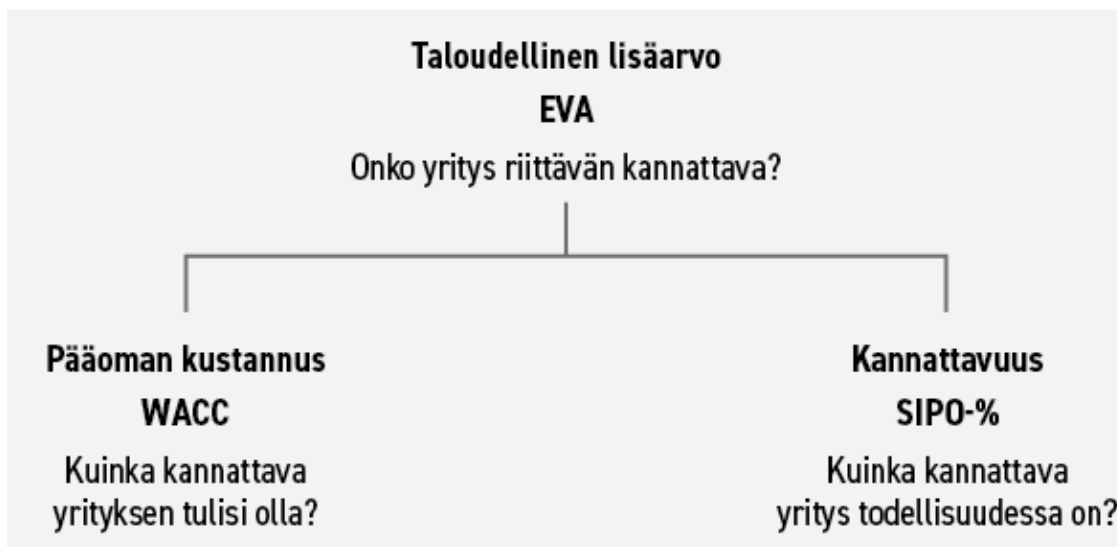 Taloudellinen lisäarvo
EVA
Onko yritys riittävän kannattava?
Pääoman kustannus
WACC
Kuinka kannattava
yrityksen tulisi olla?
Kannattavuus
SIPO-%
Kuinka kannattava
yritys todellisuudessa on?